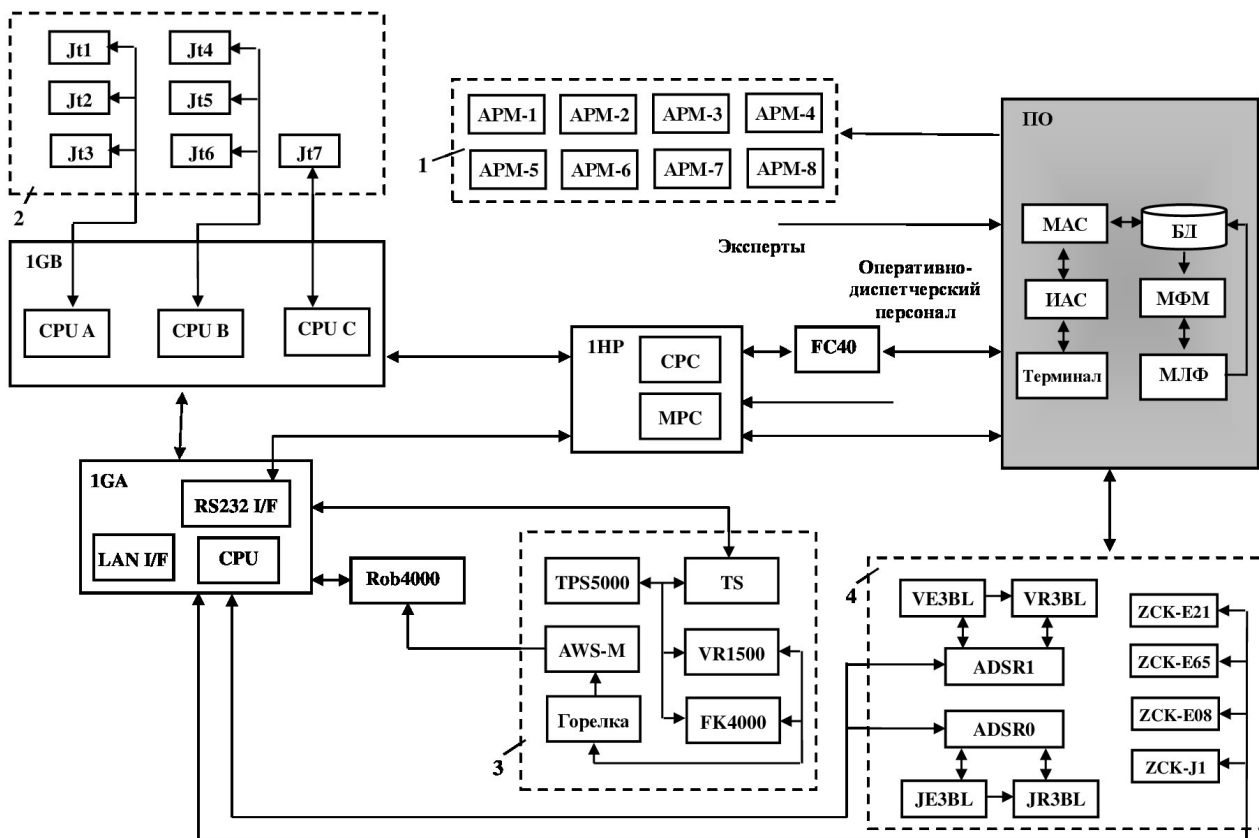 Jt1
Jt4
Jt2
Jt5
Jt3
Jt6
Jt7
2
АРМ-1
АРМ-2
АРМ-3
АРМ-4
АРМ-5
АРМ-6
АРМ-7
АРМ-8
1
ПО
МАС
БД
ИАС
МФМ
Терминал
МЛФ
Эксперты
Оперативно-
диспетчерский
персонал
1GB
CPU A
CPU B
CPU C
1HP
CPC
MPC
FC40
1GA
RS232 I/F
LAN I/F
CPU
Rob4000
TPS5000
TS
AWS-M
VR1500
Горелка
FK4000
3
4
VE3BL
VR3BL
ADSR1
ADSR0
JE3BL
JR3BL
ZCK-E21
ZCK-E65
ZCK-E08
ZCK-J1